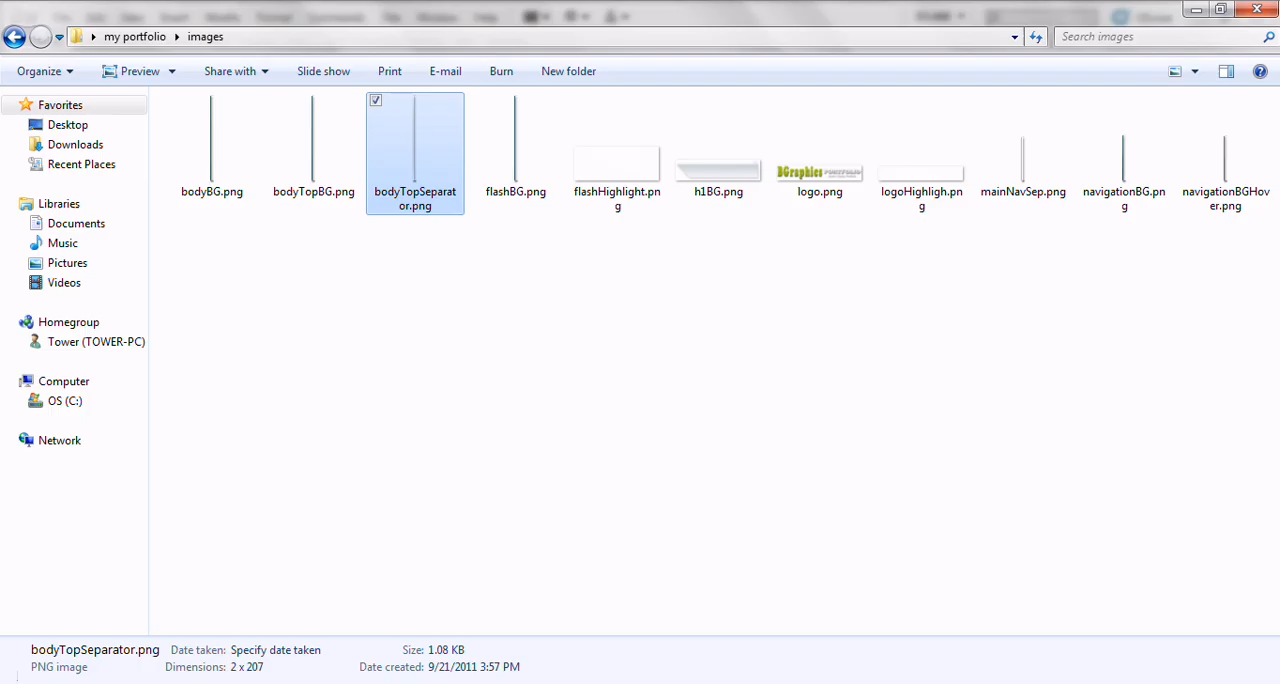 my portfolio images
Search images
Organize Preview Share with Slide show Print E-mail Burn New folder
Favorites
Desktop
Downloads
Recent Places
Libraries
Documents
Music
Pictures
Videos
Homegroup
Tower (TOWER-PC)
Computer
OS (C:)
Network
bodyBG.png bodyTopBG.png bodyTopSeparat flashBG.png flashHighlight.pn h1BG.png logo.png logoHighligh.pn mainNavSep.png navigationBG.pn navigationBGHov
or.png g g g er.png
BGraphics PORTFOLIO
bodyTopSeparator.png Date taken: Specify date taken Size: 1.08 KB
PNG image Dimensions: 2 x 207 Date created: 9/21/2011 3:57 PM